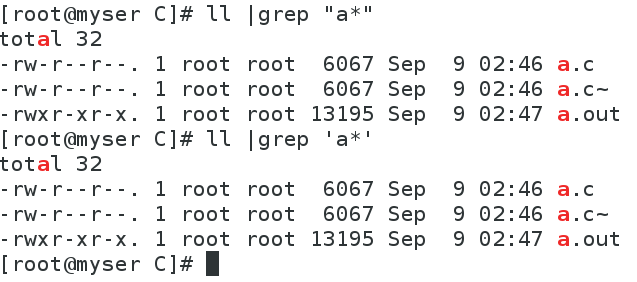 [root@myser C]# ll |grep "a*"
total 32
-rw-r--r--. 1 root root  6067 Sep  9 02:46 a.c
-rw-r--r--. 1 root root  6067 Sep  9 02:46 a.c~
-rwxr-xr-x. 1 root root 13195 Sep  9 02:47 a.out
[root@myser C]# ll |grep 'a*'
total 32
-rw-r--r--. 1 root root  6067 Sep  9 02:46 a.c
-rw-r--r--. 1 root root  6067 Sep  9 02:46 a.c~
-rwxr-xr-x. 1 root root 13195 Sep  9 02:47 a.out
[root@myser C]#